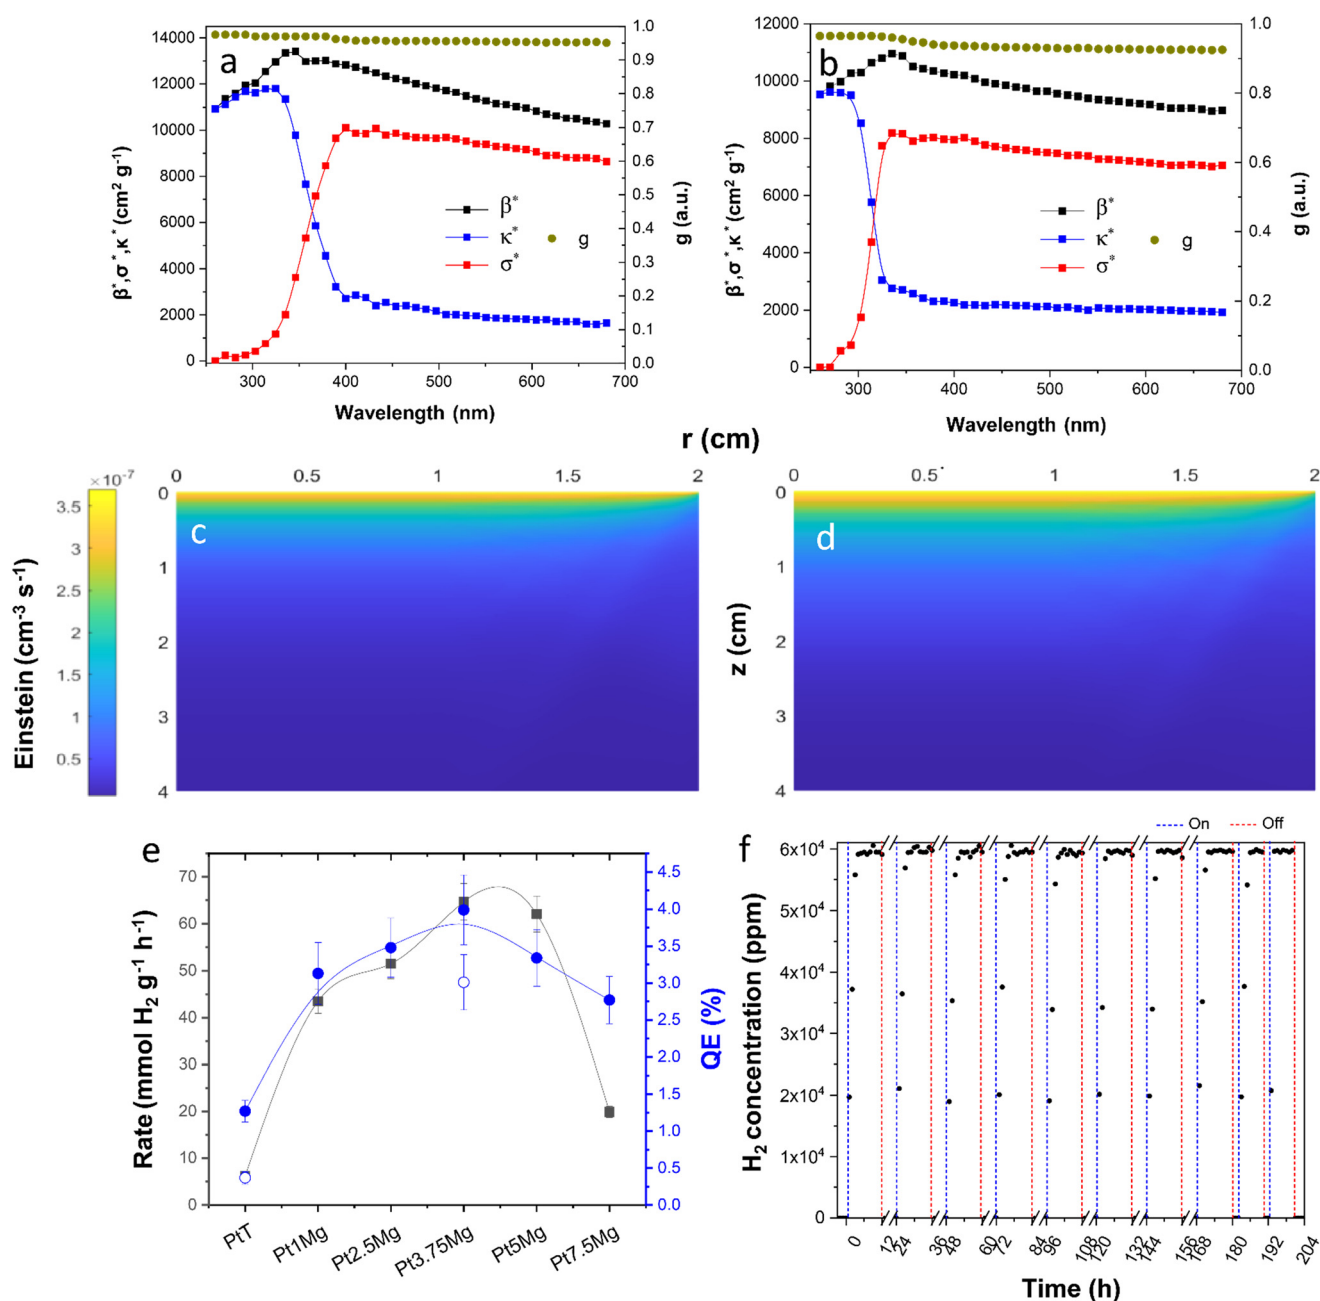 a
14000
12000
10000
8000
6000
4000
2000
0
β*,σ*,κ* (cm² g⁻¹)
300
400
500
600
700
Wavelength (nm)
1.0
0.9
0.8
0.7
0.6
0.5
0.4
0.3
0.2
0.1
0.0
g (a.u.)
β*
κ*
g
σ*
b
12000
10000
8000
6000
4000
2000
0
β*,σ*,κ* (cm² g⁻¹)
300
400
500
600
700
Wavelength (nm)
1.0
0.8
0.6
0.4
0.2
0.0
g (a.u.)
β*
κ*
g
σ*
r (cm)
×10⁻⁷
3.5
3
2.5
2
1.5
1
0.5
Einstein (cm⁻³ s⁻¹)
0 0.5 1 1.5 2
0
1
2
3
4
c
z (cm)
0 0.5 1 1.5 2
0
1
2
3
4
d
e
70
60
50
40
30
20
10
0
Rate (mmol H₂ g⁻¹ h⁻¹)
4.5
4.0
3.5
3.0
2.5
2.0
1.5
1.0
0.5
0.0
QE (%)
PtT
Pt1Mg
Pt2.5Mg
Pt3.75Mg
Pt5Mg
Pt7.5Mg
f
On Off
6x10⁴
5x10⁴
4x10⁴
3x10⁴
2x10⁴
1x10⁴
0
H₂ concentration (ppm)
0 12 24 36 48 60 72 84 96 108 120 132 144 156 168 180 192 204
Time (h)